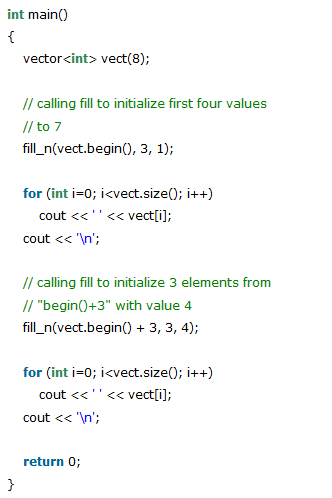 int main()
{
vector<int> vect(8);
// calling fill to initialize first four values
// to 7
fill_n(vect.begin(), 3, 1);
for (int i=0; i<vect.size(); i++)
cout << ' ' << vect[i];
cout << '\n';
// calling fill to initialize 3 elements from
// "begin()+3" with value 4
fill_n(vect.begin() + 3, 3, 4);
for (int i=0; i<vect.size(); i++)
cout << ' ' << vect[i];
cout << '\n';
return 0;
}